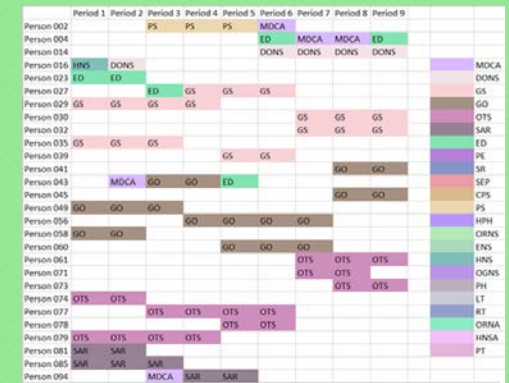 Period 1 Period 2 Period 3 Period 4 Period 5 Period 6 Period 7 Period 8 Period 9
Person 002 PS PS PS MDCA
Person 004 ED MDCA MDCA ED
Person 014 DONS DONS DONS DONS
Person 016 HNS DONS MDCA
Person 023 ED ED DONS
Person 027 ED GS GS GS GS
Person 029 GS GS GS GS GO
Person 030 GS GS GS OTS
Person 032 GS GS GS SAR
Person 035 GS GS GS ED
Person 039 GS GS PE
Person 041 GO GO SR
Person 043 MDCA GO GO ED SEP
Person 045 GO GO CPS
Person 049 GO GO GO PS
Person 056 GO GO GO GO HPH
Person 058 GO GO ORNS
Person 060 GO GO GO ENS
Person 061 OTS OTS OTS HNS
Person 071 OTS OTS OGNS
Person 073 OTS OTS PH
Person 074 OTS OTS LT
Person 077 OTS OTS OTS OTS RT
Person 078 OTS OTS ORNA
Person 079 OTS OTS OTS OTS HNSA
Person 081 SAR SAR PT
Person 085 SAR SAR SAR
Person 094 MDCA SAR SAR